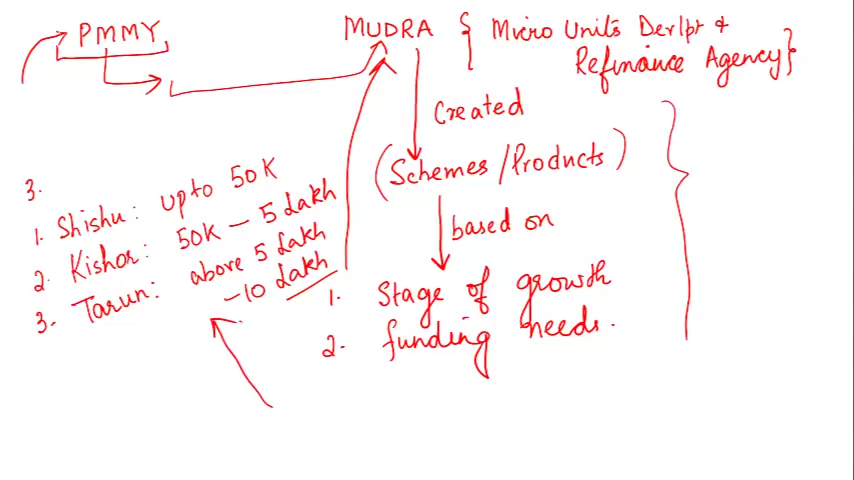 PMMY
MUDRA { Micro Units Devlpt &
Refinance Agency }
Created
(Schemes/Products)
based on
1. Stage of growth
2. funding needs.
3.
1. Shishu: upto 50K
2. Kishor: 50K – 5 Lakh
3. Tarun: above 5 Lakh
– 10 Lakh